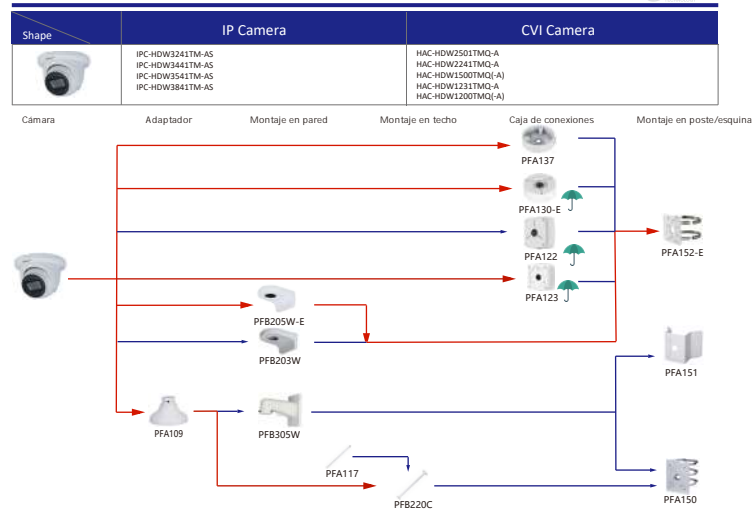 Shape
IP Camera
CVI Camera
IPC-HDW3241TM-AS
IPC-HDW3441TM-AS
IPC-HDW3541TM-AS
IPC-HDW3841TM-AS
HAC-HDW2501TMQ-A
HAC-HDW2241TMQ-A
HAC-HDW1500TMQ(-A)
HAC-HDW1231TMQ-A
HAC-HDW1200TMQ(-A)
Cámara
Adaptador
Montaje en pared
Montaje en techo
Caja de conexiones
Montaje en poste/esquina
PFA137
PFA130-E
PFA122
PFA152-E
PFA123
PFB205W-E
PFB203W
PFA151
PFA109
PFB305W
PFA117
PFB220C
PFA150